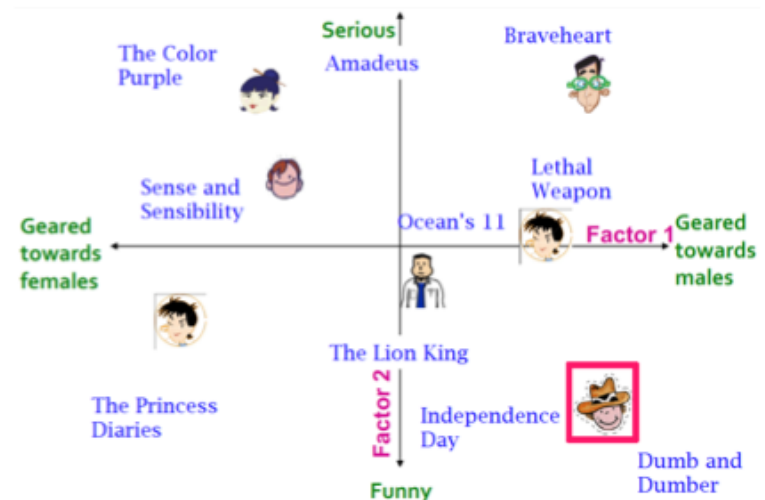 Serious
Braveheart
The Color
Purple
Amadeus
Lethal
Weapon
Sense and
Sensibility
Ocean's 11
Geared
towards
females
Factor 1
Geared
towards
males
The Lion King
Factor 2
The Princess
Diaries
Independence
Day
Dumb and
Dumber
Funny